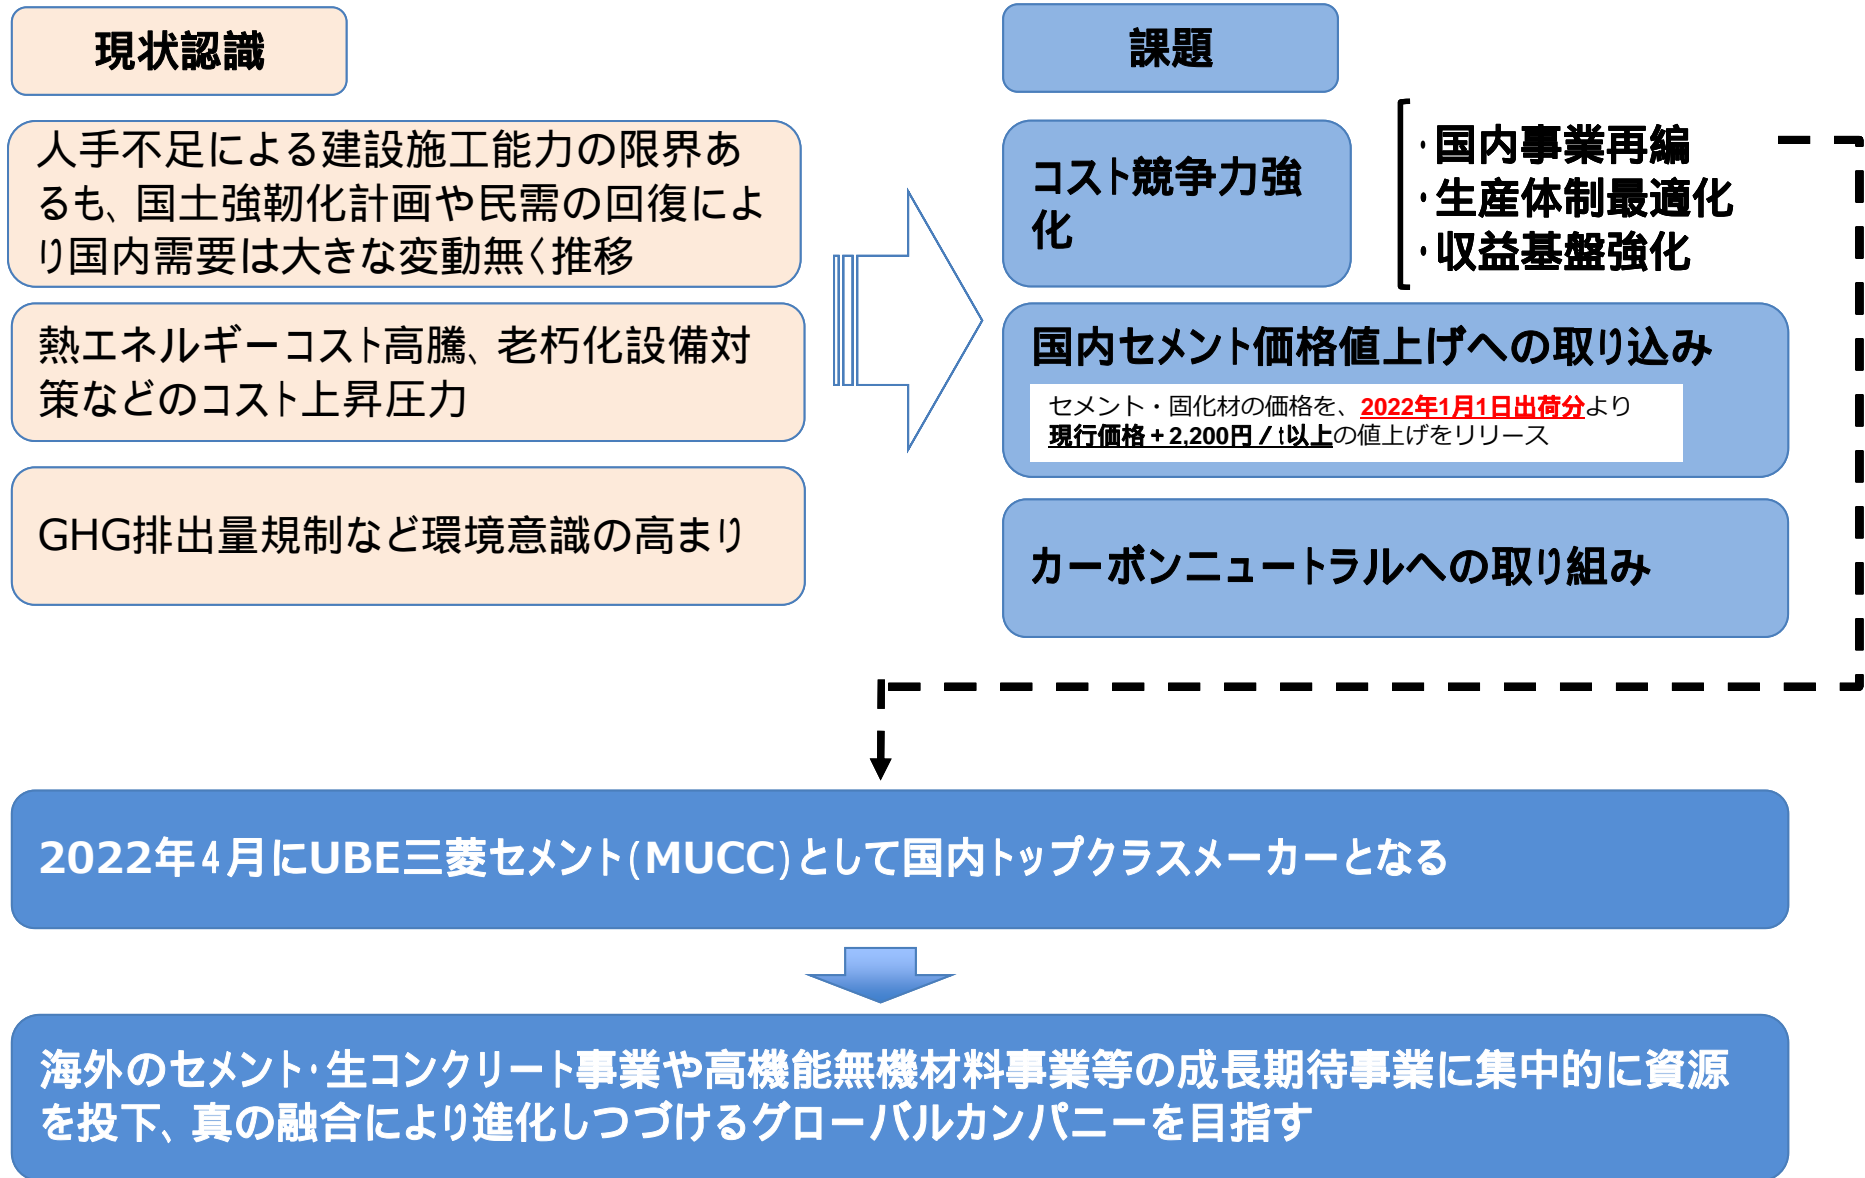 現状認識
人手不足による建設施工能力の限界あ
るも、国土強靭化計画や民需の回復によ
り国内需要は大きな変動無く推移
熱エネルギーコスト高騰、老朽化設備対
策などのコスト上昇圧力
GHG排出量規制など環境意識の高まり
課題
コスト競争力強
化
・国内事業再編
・生産体制最適化
・収益基盤強化
国内セメント価格値上げへの取り込み
セメント・固化材の価格を、2022年1月1日出荷分より
現行価格+2,200円/t以上の値上げをリリース
カーボンニュートラルへの取り組み
2022年4月にUBE三菱セメント(MUCC)として国内トップクラスメーカーとなる
海外のセメント・生コンクリート事業や高機能無機材料事業等の成長期待事業に集中的に資源
を投下、真の融合により進化しつづけるグローバルカンパニーを目指す